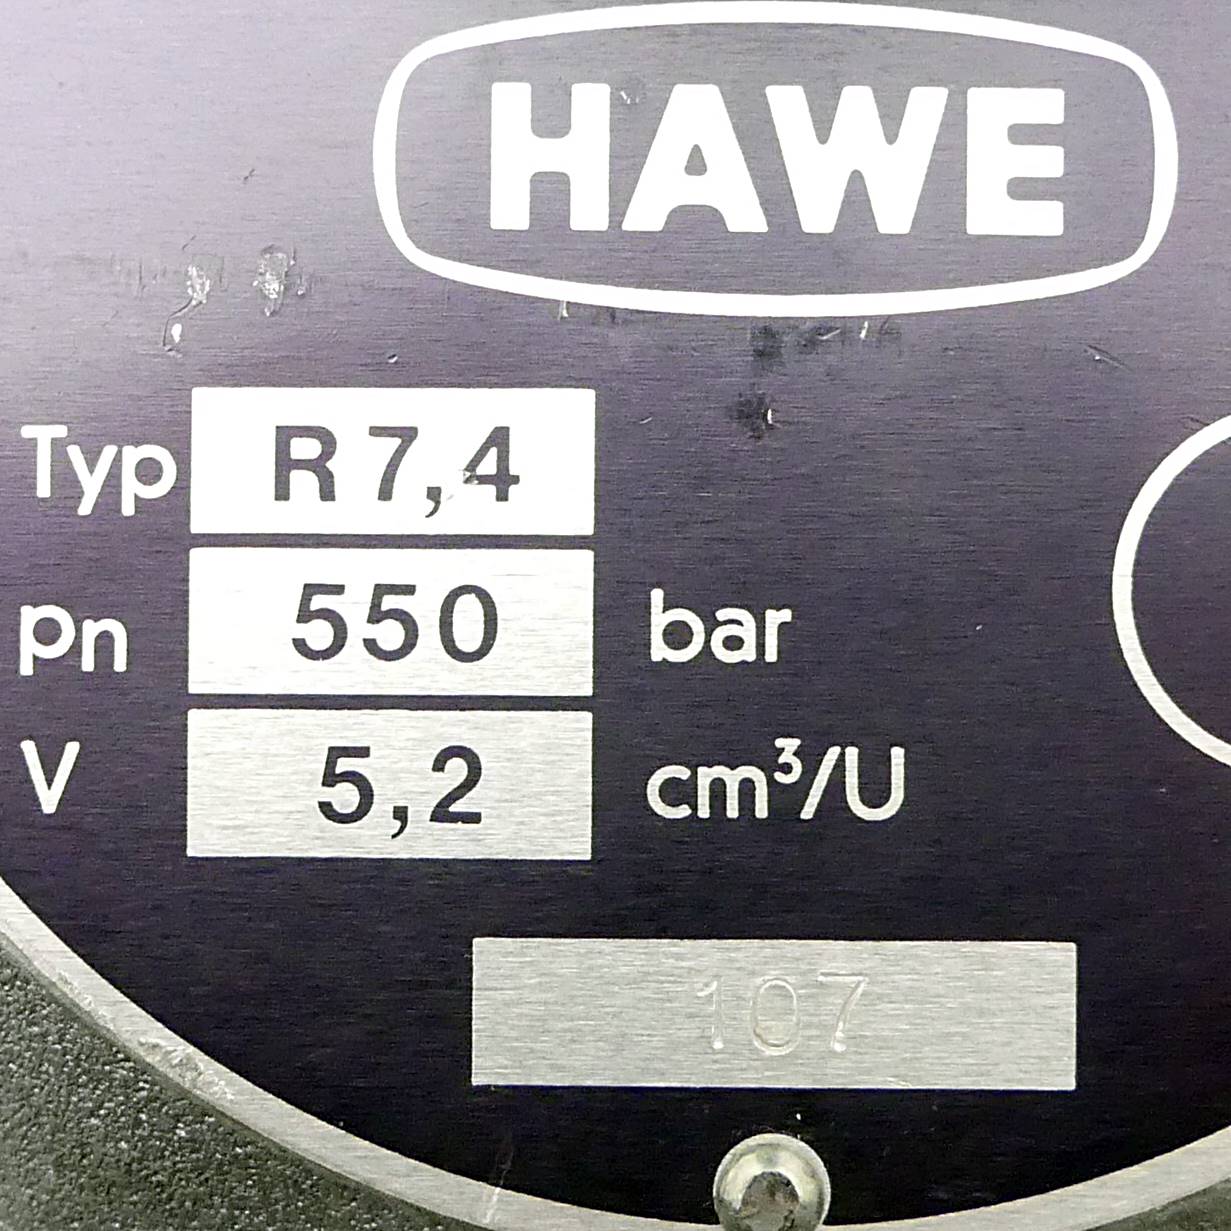 HAWE
Typ R 7,4
pn 550 bar
V 5,2 cm³/U
107